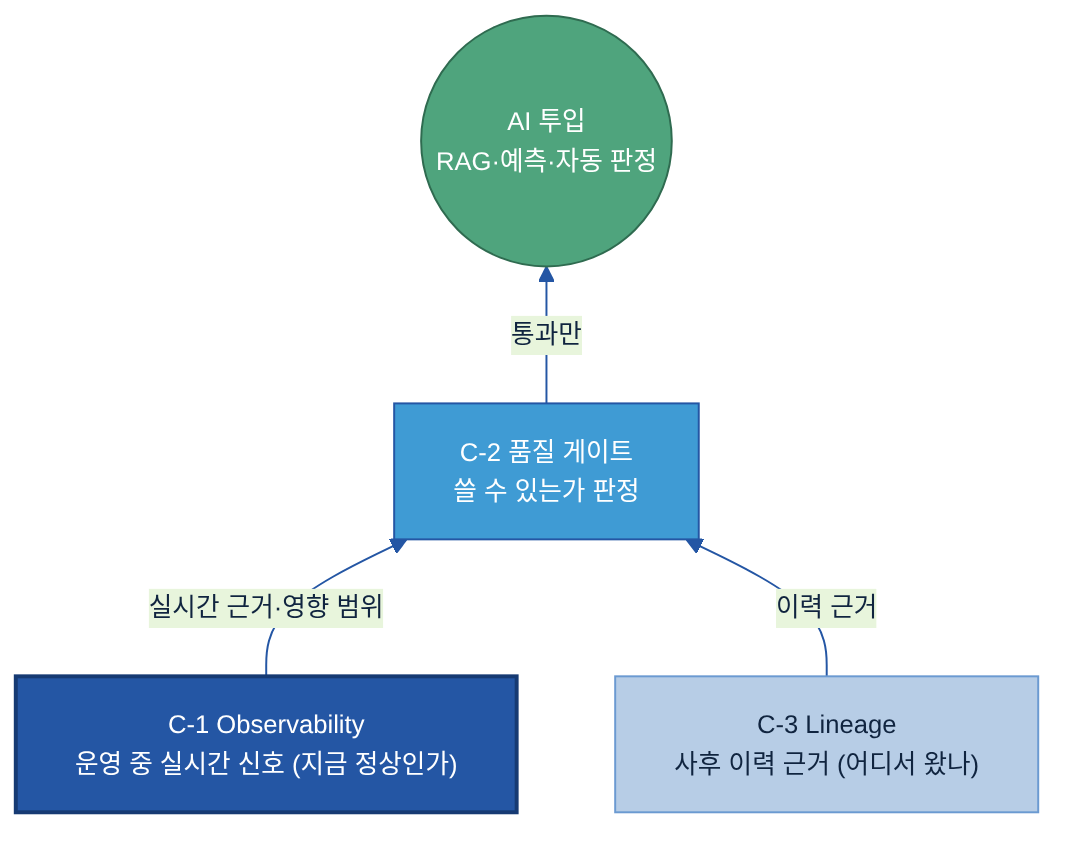 AI 투입
RAG·예측·자동 판정
통과만
C-2 품질 게이트
쓸 수 있는가 판정
실시간 근거·영향 범위
이력 근거
C-1 Observability
운영 중 실시간 신호 (지금 정상인가)
C-3 Lineage
사후 이력 근거 (어디서 왔나)